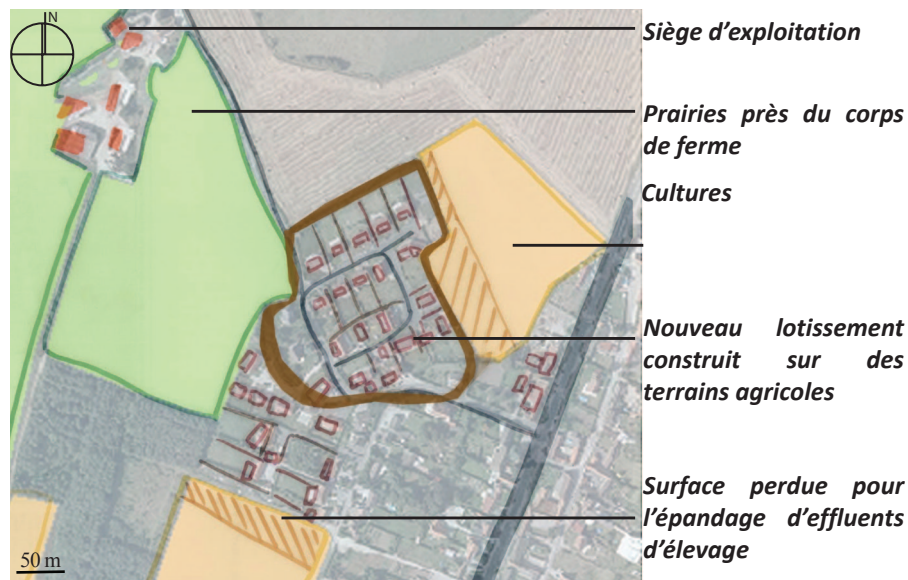 N
Siège d’exploitation
Prairies près du corps
de ferme
Cultures
Nouveau lotissement
construit sur des
terrains agricoles
Surface perdue pour
l’épandage d’effluents
d’élevage
50 m